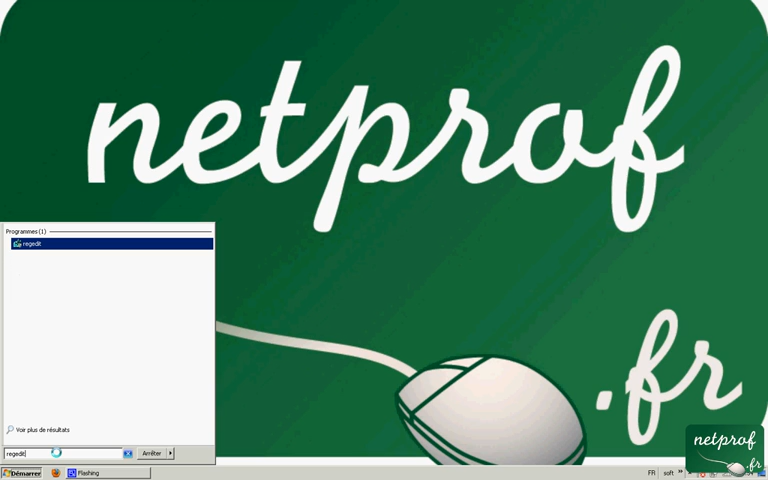 netprof
.fr
Programmes (1)
regedit
Voir plus de résultats
regedit
Arrêter
Démarrer
Flashing
FR
soft
netprof
.fr